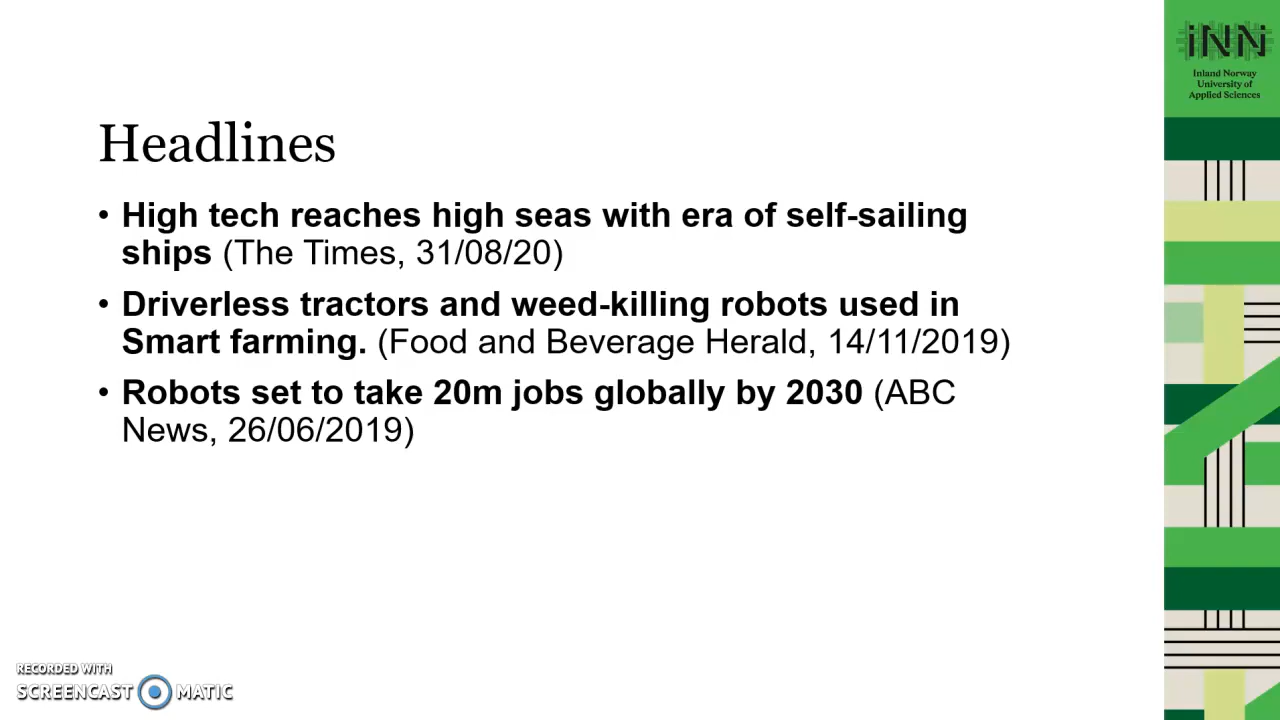 iNN
Inland Norway
University of
Applied Sciences
Headlines
• High tech reaches high seas with era of self-sailing
ships (The Times, 31/08/20)
• Driverless tractors and weed-killing robots used in
Smart farming. (Food and Beverage Herald, 14/11/2019)
• Robots set to take 20m jobs globally by 2030 (ABC
News, 26/06/2019)
RECORDED WITH
SCREENCAST MATIC